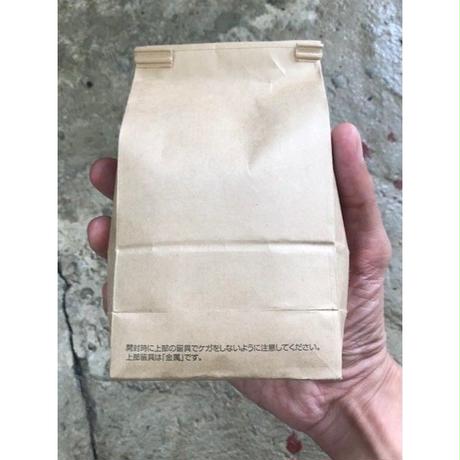 開封時に上部の留具でケガをしないように注意してください。
上部留具は「金属」です。